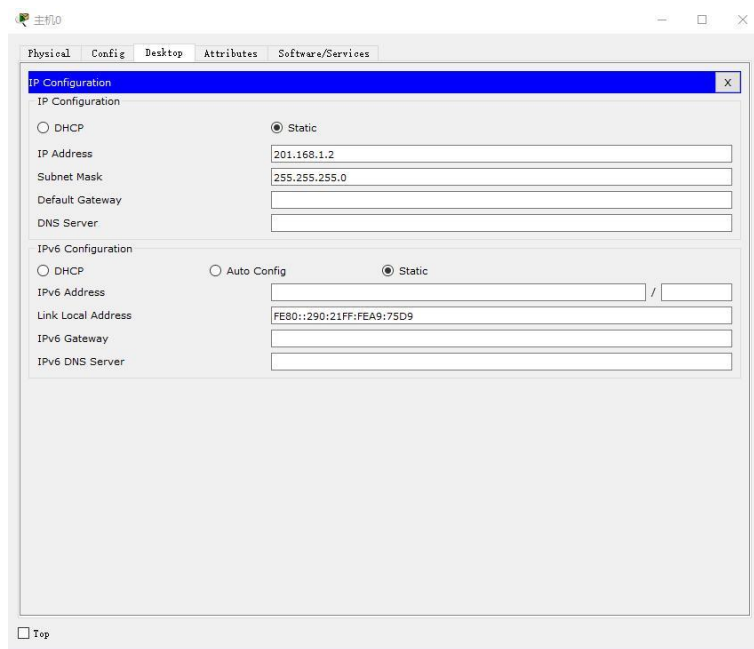 主机0
Physical Config Desktop Attributes Software/Services
IP Configuration X
IP Configuration
DHCP Static
IP Address 201.168.1.2
Subnet Mask 255.255.255.0
Default Gateway
DNS Server
IPv6 Configuration
DHCP Auto Config Static
IPv6 Address /
Link Local Address FE80::290:21FF:FEA9:75D9
IPv6 Gateway
IPv6 DNS Server
Top